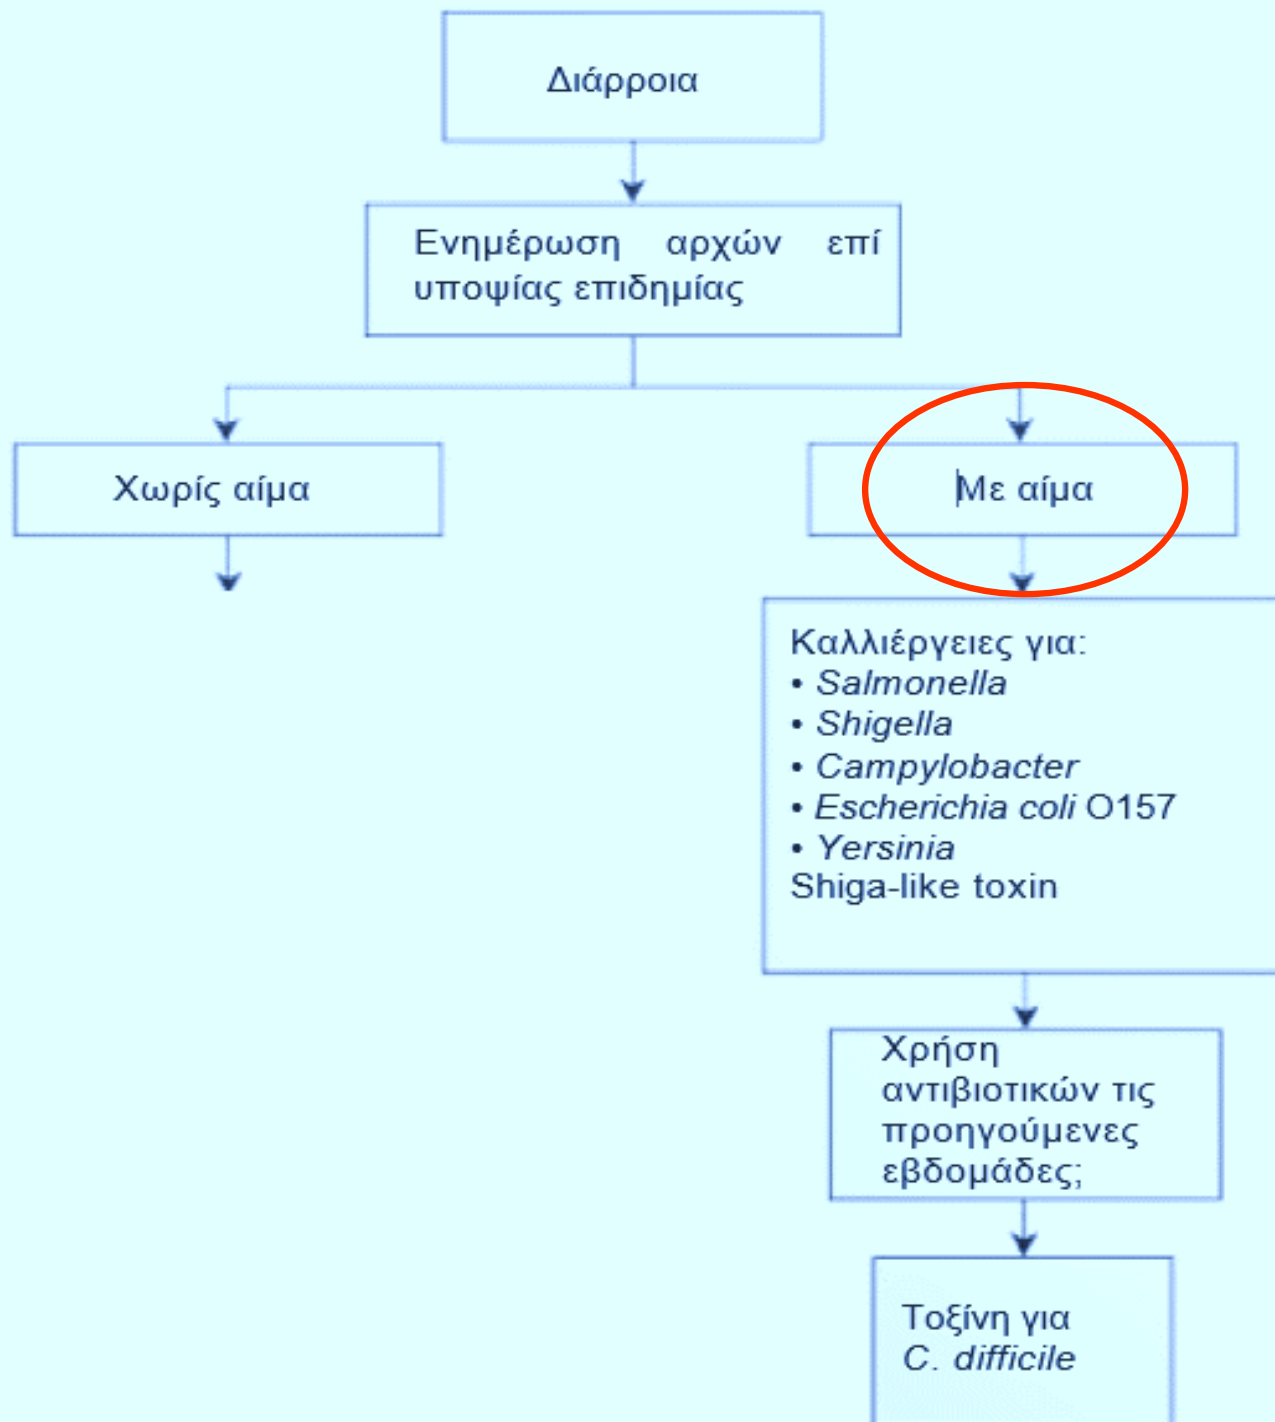 Διάρροια
Ενημέρωση αρχών επί
υποψίας επιδημίας
Χωρίς αίμα
Με αίμα
Καλλιέργειες για:
• Salmonella
• Shigella
• Campylobacter
• Escherichia coli O157
• Yersinia
Shiga-like toxin
Χρήση
αντιβιοτικών τις
προηγούμενες
εβδομάδες;
Τοξίνη για
C. difficile